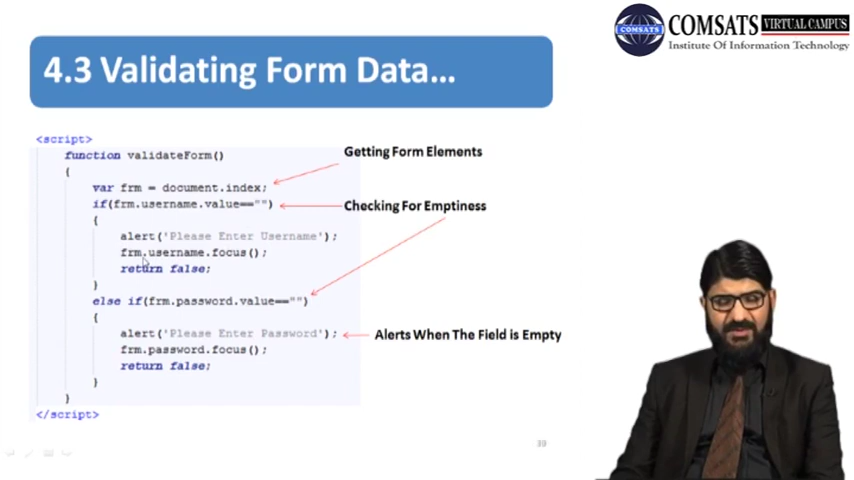 COMSATS
COMSATS VIRTUAL CAMPUS
Institute Of Information Technology
4.3 Validating Form Data...
<script>
function validateForm()
{
var frm = document.index;
if(frm.username.value=="")
{
alert('Please Enter Username');
frm.username.focus();
return false;
}
else if(frm.password.value=="")
{
alert('Please Enter Password');
frm.password.focus();
return false;
}
}
</script>
Getting Form Elements
Checking For Emptiness
Alerts When The Field is Empty
39